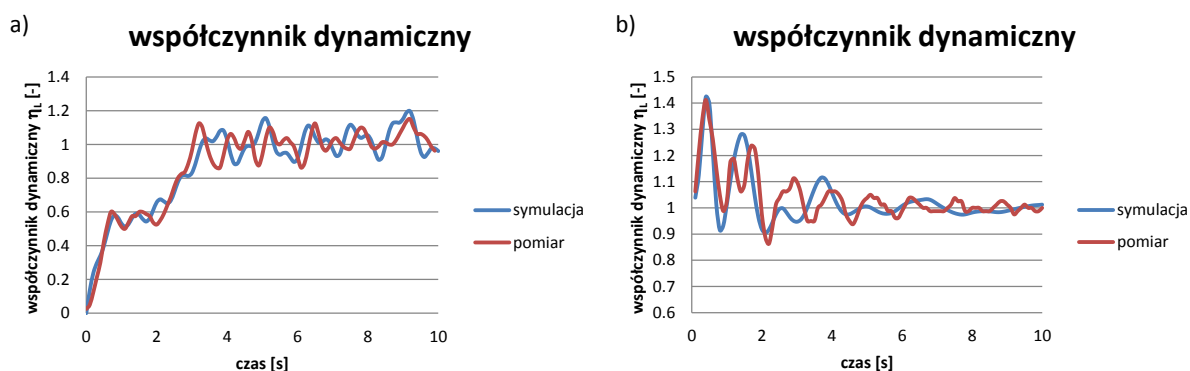 a)
współczynnik dynamiczny
współczynnik dynamiczny ηL [-]
1.4
1.2
1
0.8
0.6
0.4
0.2
0
0 2 4 6 8 10
czas [s]
symulacja
pomiar
b)
współczynnik dynamiczny
współczynnik dynamiczny ηL [-]
1.5
1.4
1.3
1.2
1.1
1
0.9
0.8
0.7
0.6
0 2 4 6 8 10
czas [s]
symulacja
pomiar